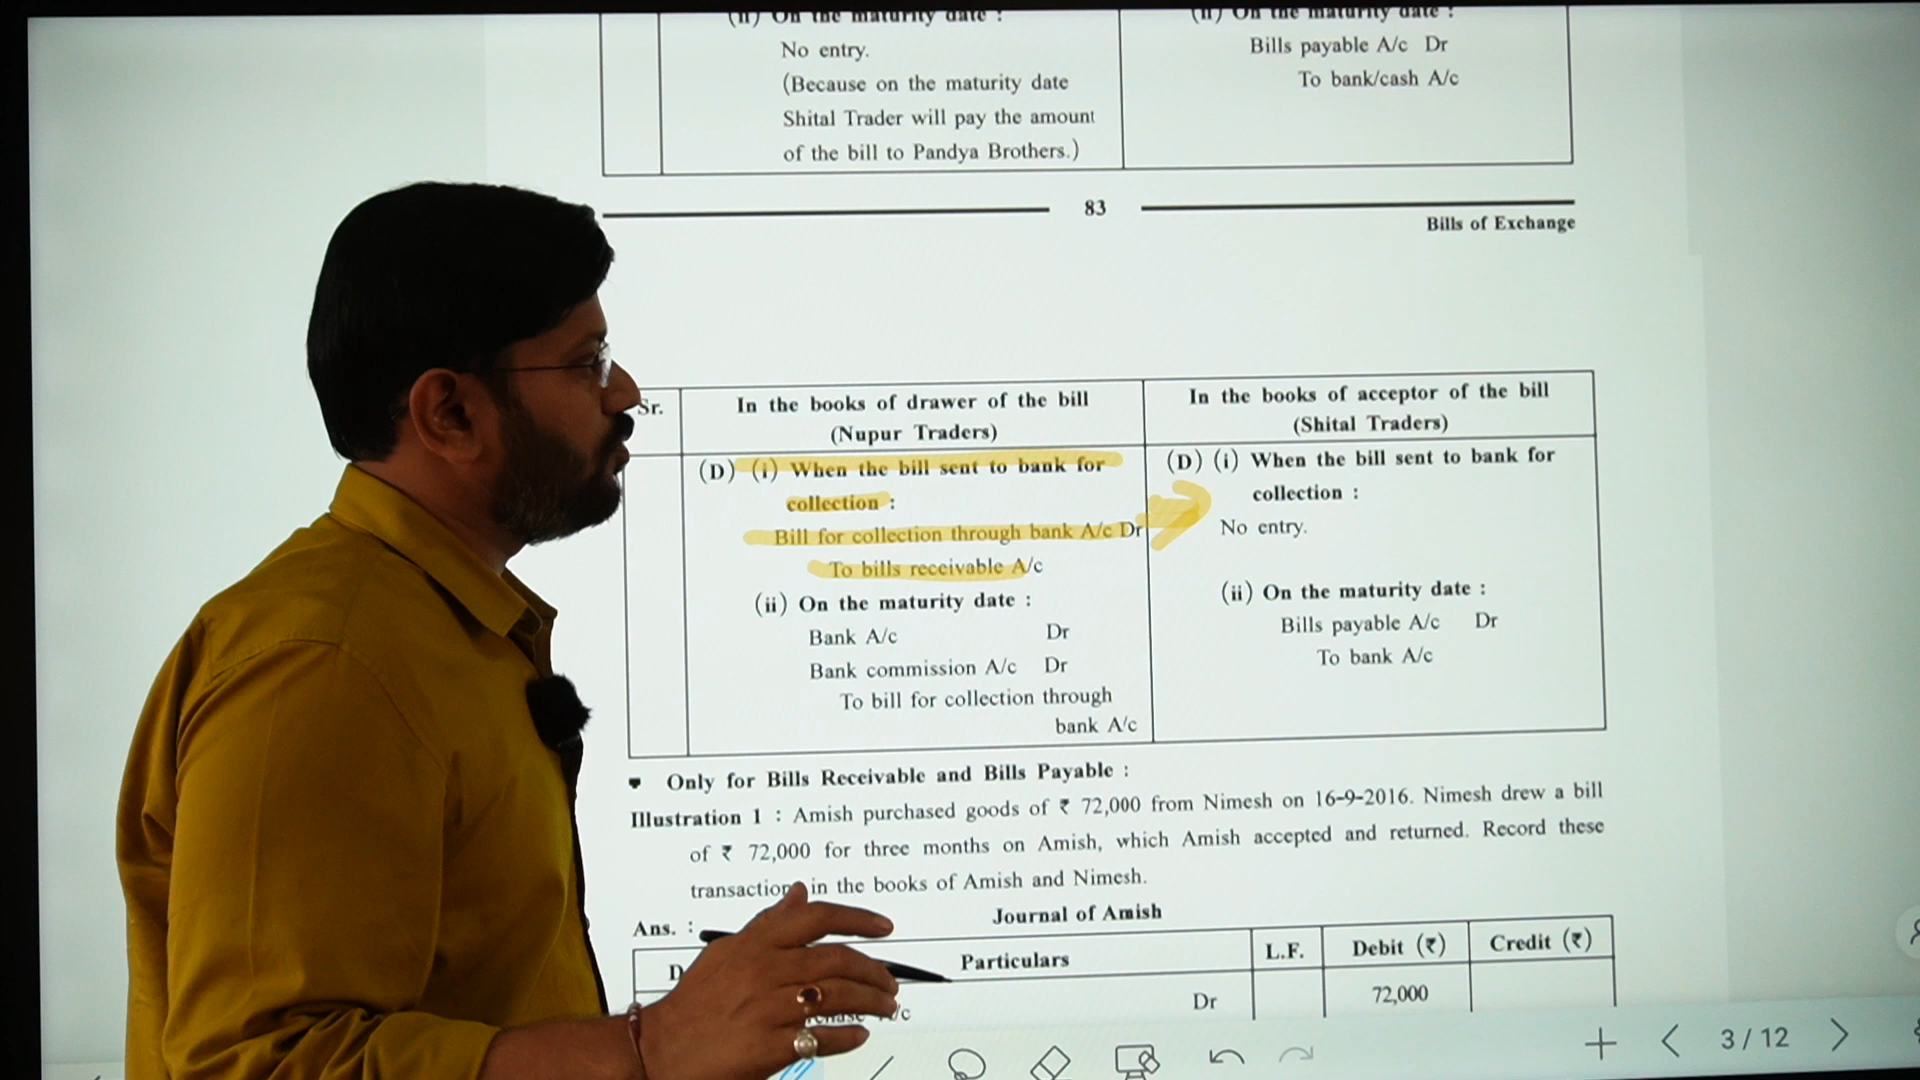 (ii) On the maturity date :
No entry.
(Because on the maturity date
Shital Trader will pay the amount
of the bill to Pandya Brothers.)
(ii) On the maturity date :
Bills payable A/c Dr
To bank/cash A/c
83
Bills of Exchange
Sr.
In the books of drawer of the bill
(Nupur Traders)
In the books of acceptor of the bill
(Shital Traders)
(D) (i) When the bill sent to bank for
collection :
Bill for collection through bank A/c Dr
To bills receivable A/c
(ii) On the maturity date :
Bank A/c Dr
Bank commission A/c Dr
To bill for collection through
bank A/c
(D) (i) When the bill sent to bank for
collection :
No entry.
(ii) On the maturity date :
Bills payable A/c Dr
To bank A/c
Only for Bills Receivable and Bills Payable :
Illustration 1 : Amish purchased goods of ₹ 72,000 from Nimesh on 16-9-2016. Nimesh drew a bill
of ₹ 72,000 for three months on Amish, which Amish accepted and returned. Record these
transaction in the books of Amish and Nimesh.
Ans. :
Journal of Amish
Particulars L.F. Debit (₹) Credit (₹)
Dr 72,000
3 / 12